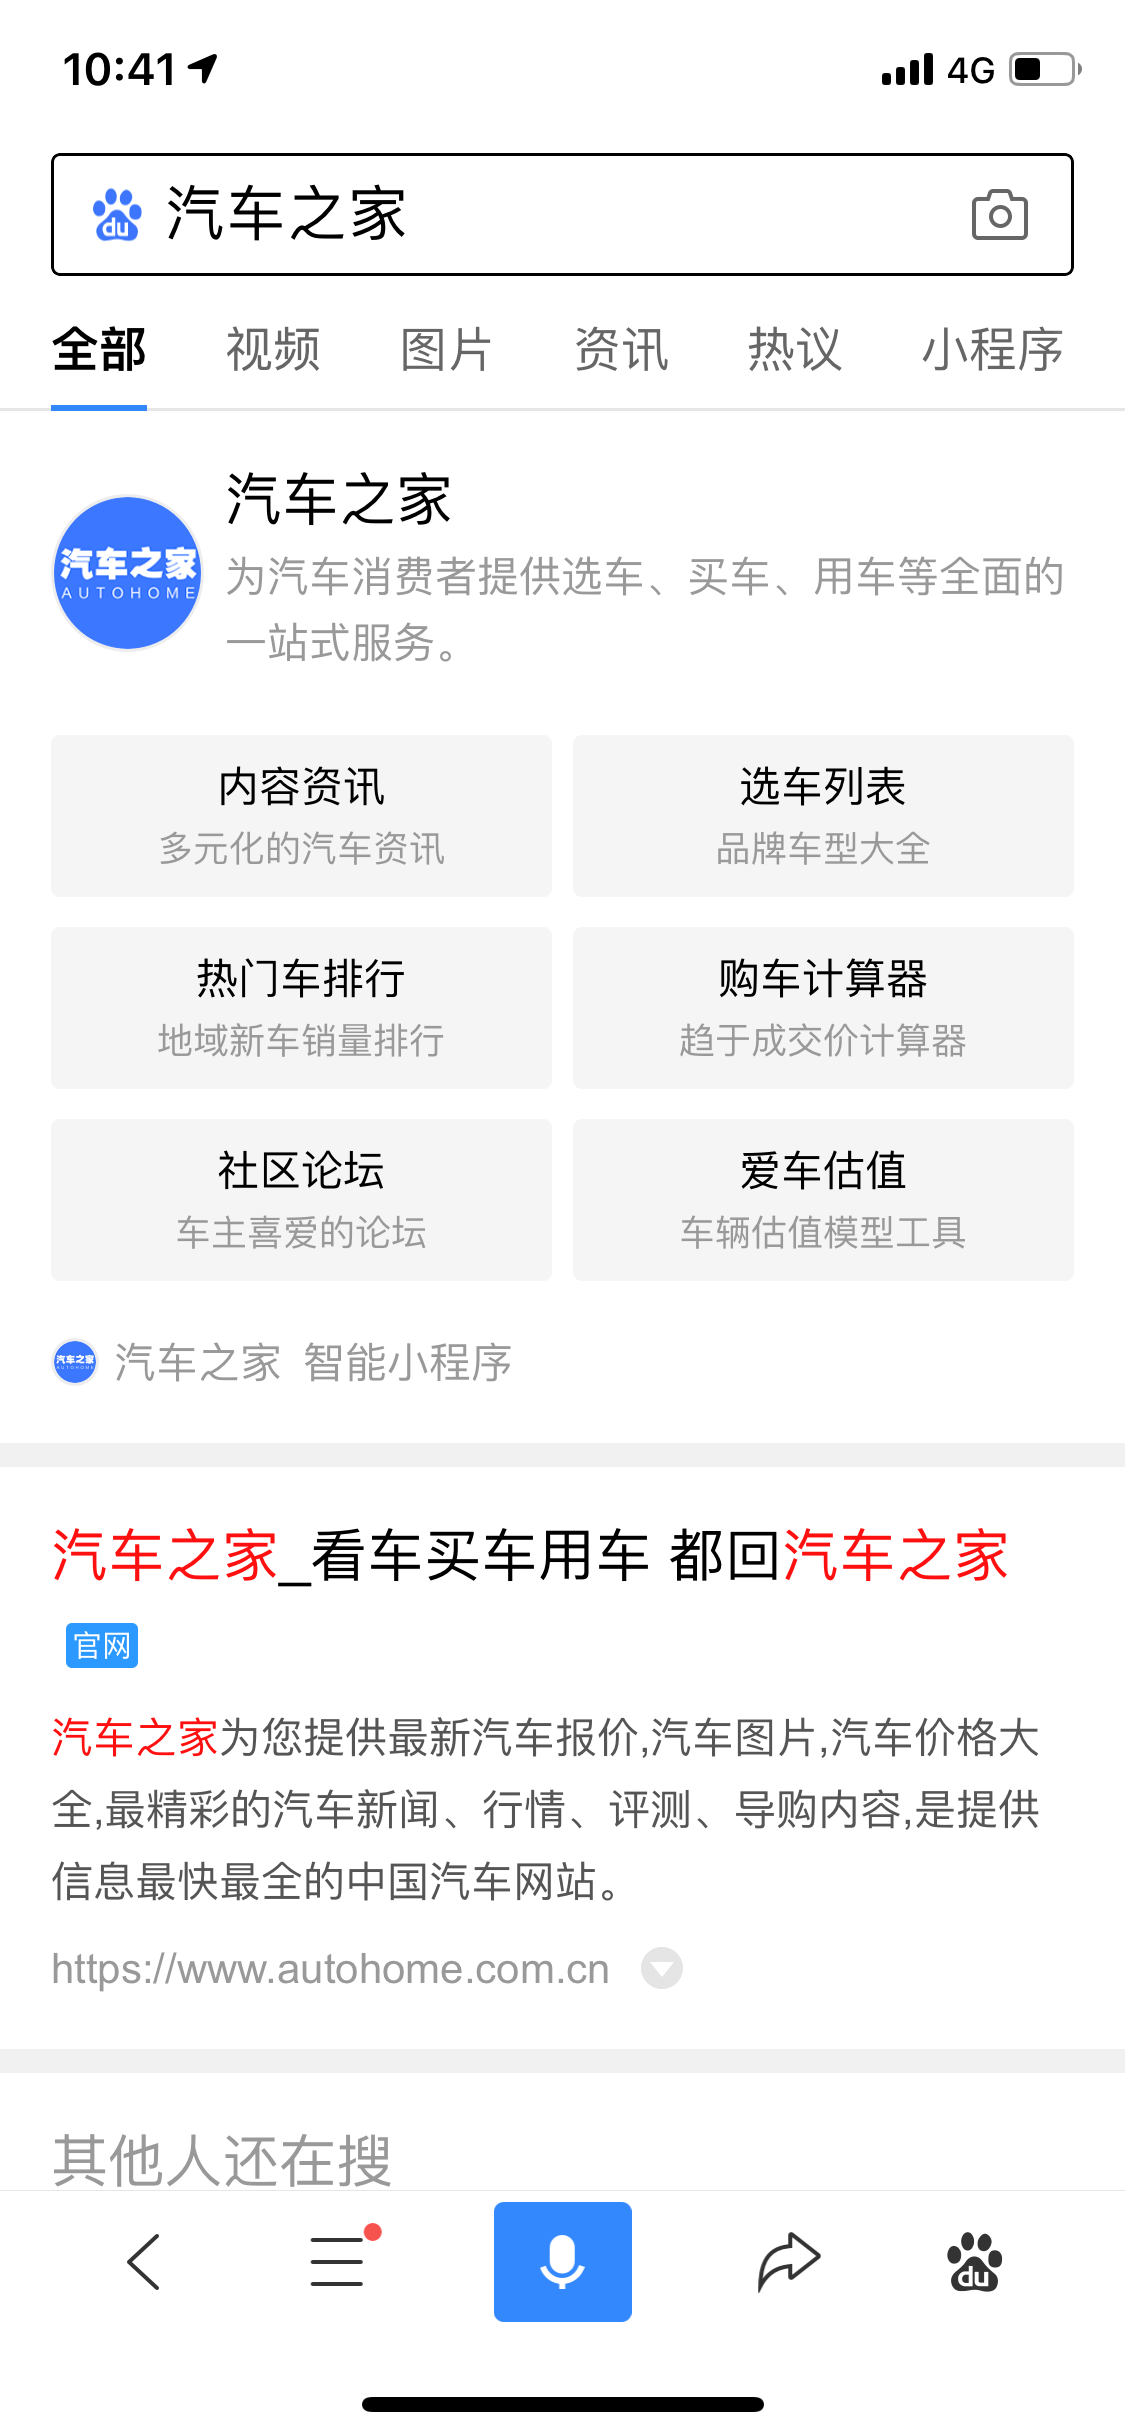 10:41
4G
du 汽车之家
全部 视频 图片 资讯 热议 小程序
汽车之家
汽车之家
AUTOHOME
为汽车消费者提供选车、买车、用车等全面的
一站式服务。
内容资讯
多元化的汽车资讯
选车列表
品牌车型大全
热门车排行
地域新车销量排行
购车计算器
趋于成交价计算器
社区论坛
车主喜爱的论坛
爱车估值
车辆估值模型工具
汽车之家
AUTOHOME
汽车之家 智能小程序
汽车之家_看车买车用车 都回汽车之家
官网
汽车之家为您提供最新汽车报价,汽车图片,汽车价格大
全,最精彩的汽车新闻、行情、评测、导购内容,是提供
信息最快最全的中国汽车网站。
https://www.autohome.com.cn
其他人还在搜
du